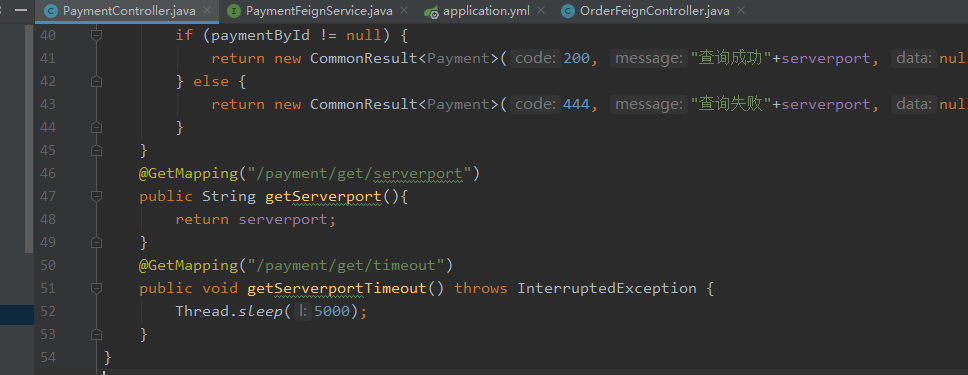 PaymentController.java PaymentFeignService.java application.yml OrderFeignController.java
40 if (paymentById != null) {
41 return new CommonResult<Payment>( code: 200, message: "查询成功"+serverport, data: nul
42 } else {
43 return new CommonResult<Payment>( code: 444, message: "查询失败"+serverport, data: nul
44 }
45 }
46 @GetMapping("/payment/get/serverport")
47 public String getServerport(){
48 return serverport;
49 }
50 @GetMapping("/payment/get/timeout")
51 public void getServerportTimeout() throws InterruptedException {
52 Thread.sleep( l: 5000);
53 }
54 }